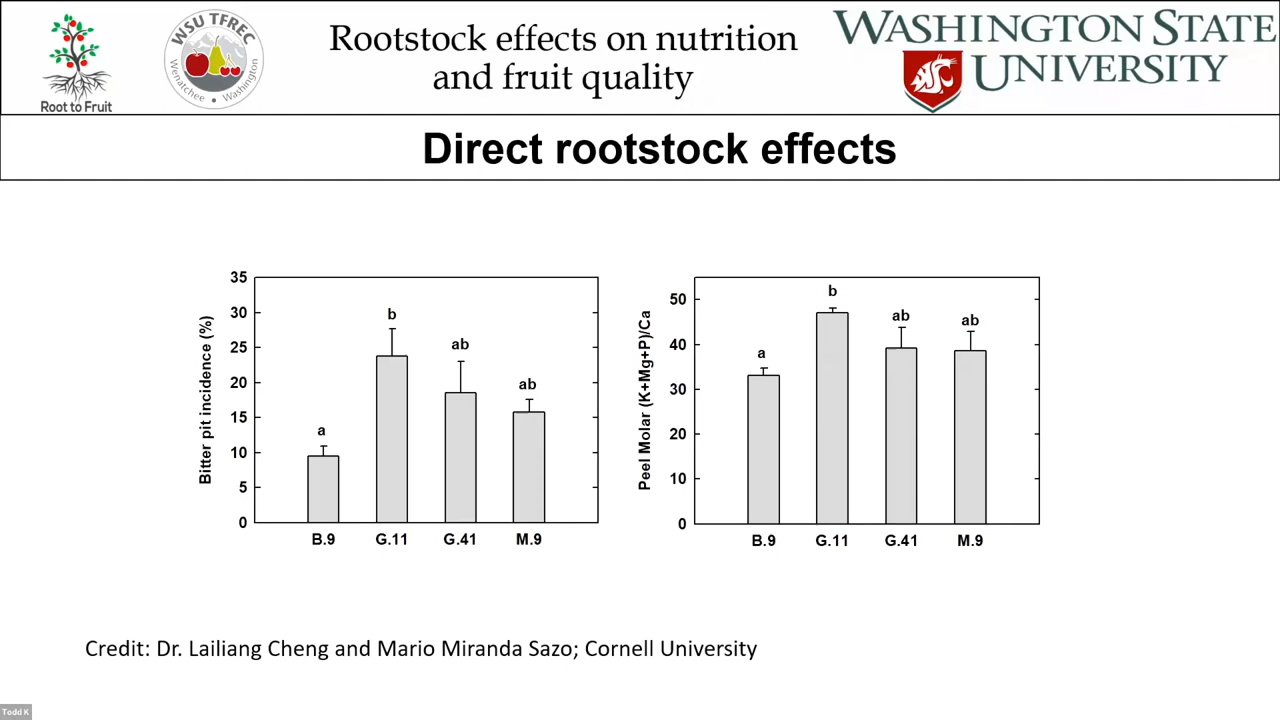 Root to Fruit
WSU TFREC
Wenatchee • Washington
Rootstock effects on nutrition
and fruit quality
WASHINGTON STATE
UNIVERSITY
Direct rootstock effects
Bitter pit incidence (%)
35
30
25
20
15
10
5
0
a
b
ab
ab
B.9 G.11 G.41 M.9
Peel Molar (K+Mg+P)/Ca
50
40
30
20
10
0
a
b
ab
ab
B.9 G.11 G.41 M.9
Credit: Dr. Lailiang Cheng and Mario Miranda Sazo; Cornell University
Todd K